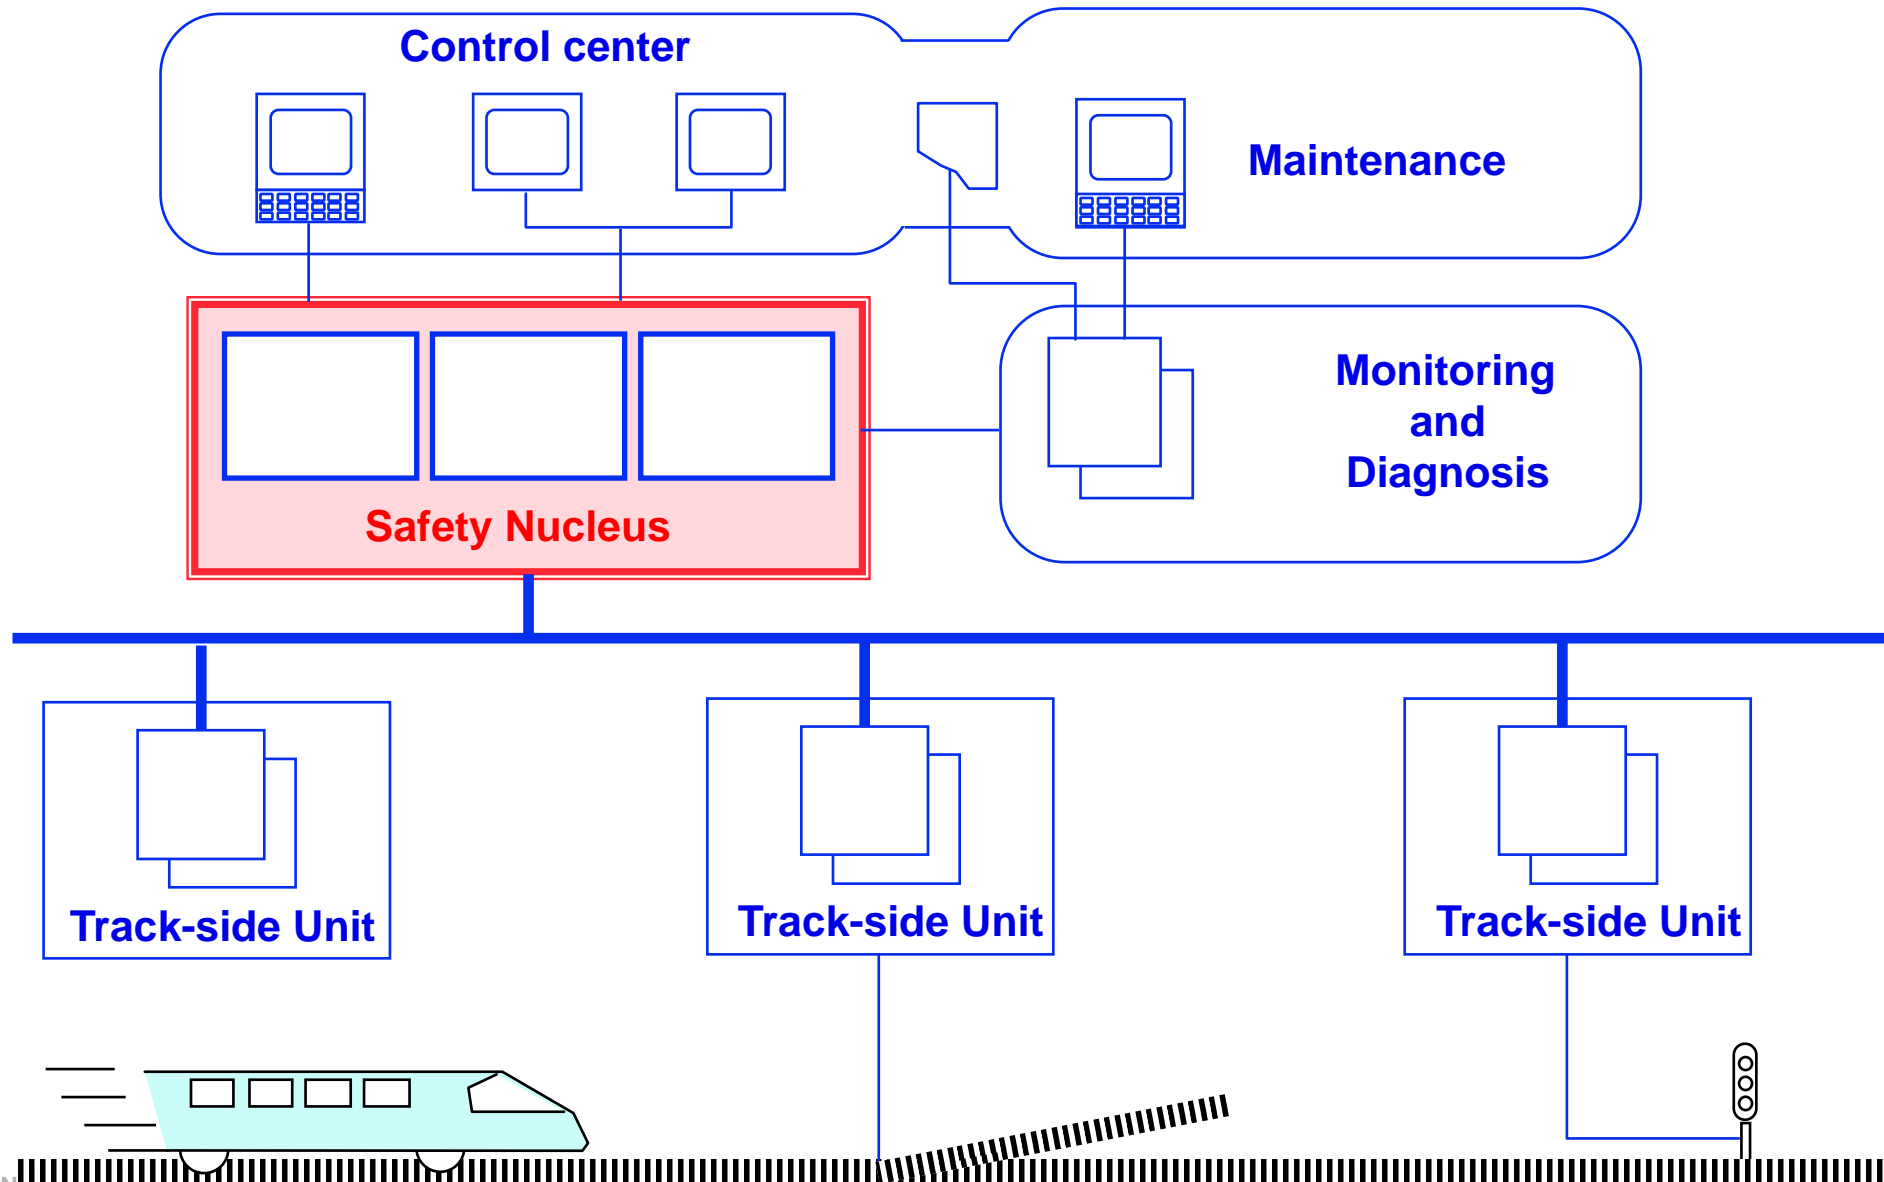 Control center
Maintenance
Monitoring
and
Diagnosis
Safety Nucleus
Track-side Unit
Track-side Unit
Track-side Unit